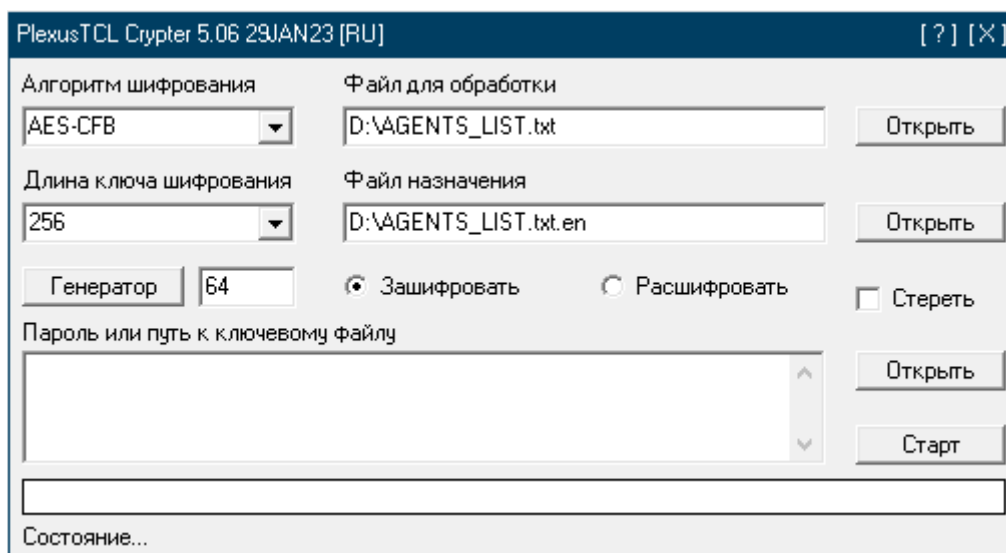 PlexusTCL Crypter 5.06 29JAN23 [RU] [ ? ] [X]
Алгоритм шифрования Файл для обработки
AES-CFB D:\AGENTS_LIST.txt Открыть
Длина ключа шифрования Файл назначения
256 D:\AGENTS_LIST.txt.en Открыть
Генератор 64 Зашифровать Расшифровать Стереть
Пароль или путь к ключевому файлу
Открыть
Старт
Состояние...